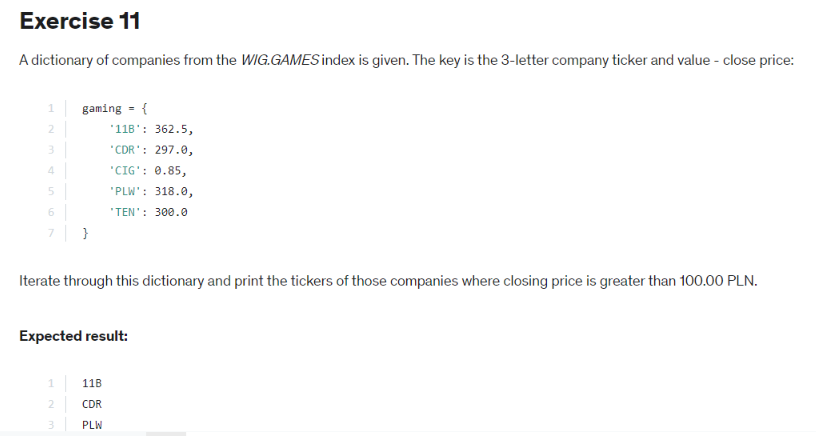 Exercise 11
A dictionary of companies from the WIG.GAMES index is given. The key is the 3-letter company ticker and value - close price:
1 gaming = {
2 '11B': 362.5,
3 'CDR': 297.0,
4 'CIG': 0.85,
5 'PLW': 318.0,
6 'TEN': 300.0
7 }
Iterate through this dictionary and print the tickers of those companies where closing price is greater than 100.00 PLN.
Expected result:
1 11B
2 CDR
3 PLW